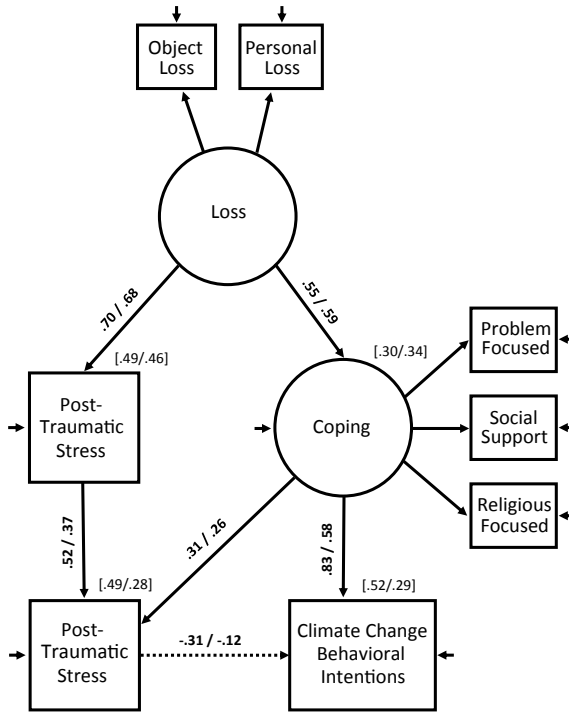 Object
Loss
Personal
Loss
Loss
.70 / .68
.55 / .59
[.49/.46]
[.30/.34]
Problem
Focused
Post-
Traumatic
Stress
Coping
Social
Support
Religious
Focused
.52 / .37
.31 / .26
.83 / .58
[.49/.28]
[.52/.29]
Post-
Traumatic
Stress
-.31 / -.12
Climate Change
Behavioral
Intentions